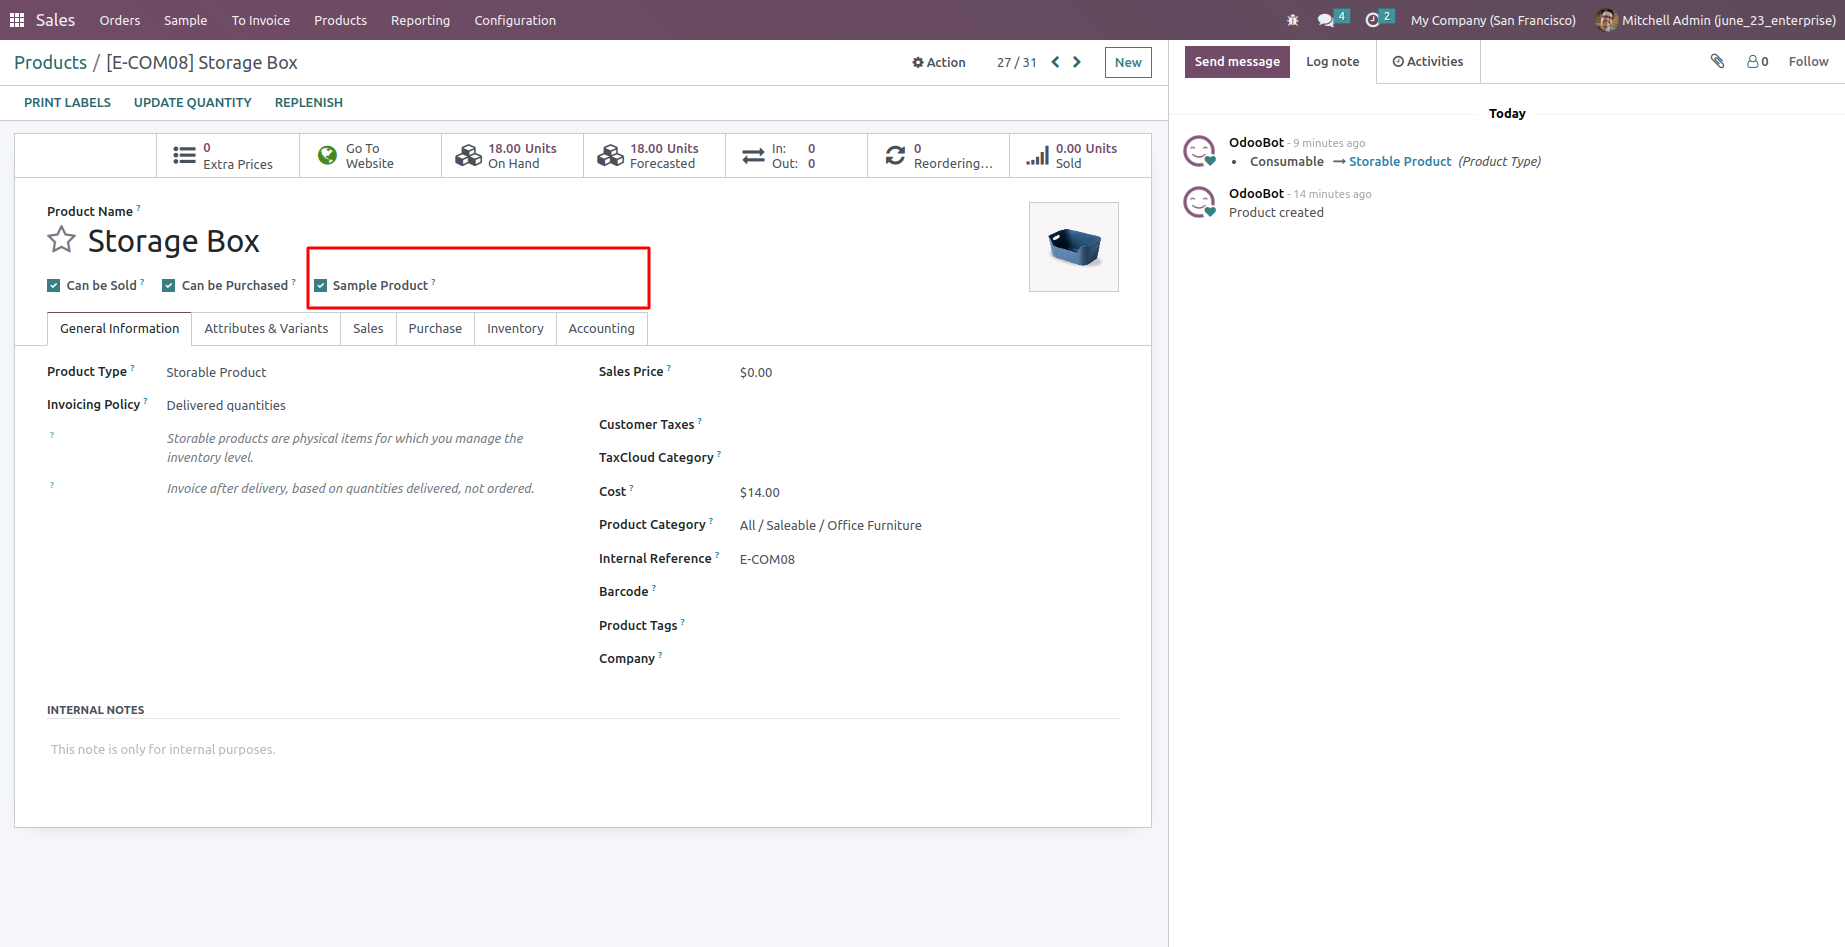 Sales Orders Sample To Invoice Products Reporting Configuration 4 2 My Company (San Francisco) Mitchell Admin (june_23_enterprise)
Products / [E-COM08] Storage Box Action 27 / 31 New
PRINT LABELS UPDATE QUANTITY REPLENISH
0 Extra Prices
Go To Website
18.00 Units On Hand
18.00 Units Forecasted
In: 0
Out: 0
0 Reordering...
0.00 Units Sold
Product Name ?
Storage Box
Can be Sold ? Can be Purchased ? Sample Product ?
General Information Attributes & Variants Sales Purchase Inventory Accounting
Product Type ? Storable Product
Invoicing Policy ? Delivered quantities
? Storable products are physical items for which you manage the
inventory level.
? Invoice after delivery, based on quantities delivered, not ordered.
Sales Price ? $0.00
Customer Taxes ?
TaxCloud Category ?
Cost ? $14.00
Product Category ? All / Saleable / Office Furniture
Internal Reference ? E-COM08
Barcode ?
Product Tags ?
Company ?
INTERNAL NOTES
This note is only for internal purposes.
Send message Log note Activities 0 Follow
Today
OdooBot - 9 minutes ago
• Consumable → Storable Product (Product Type)
OdooBot - 14 minutes ago
Product created